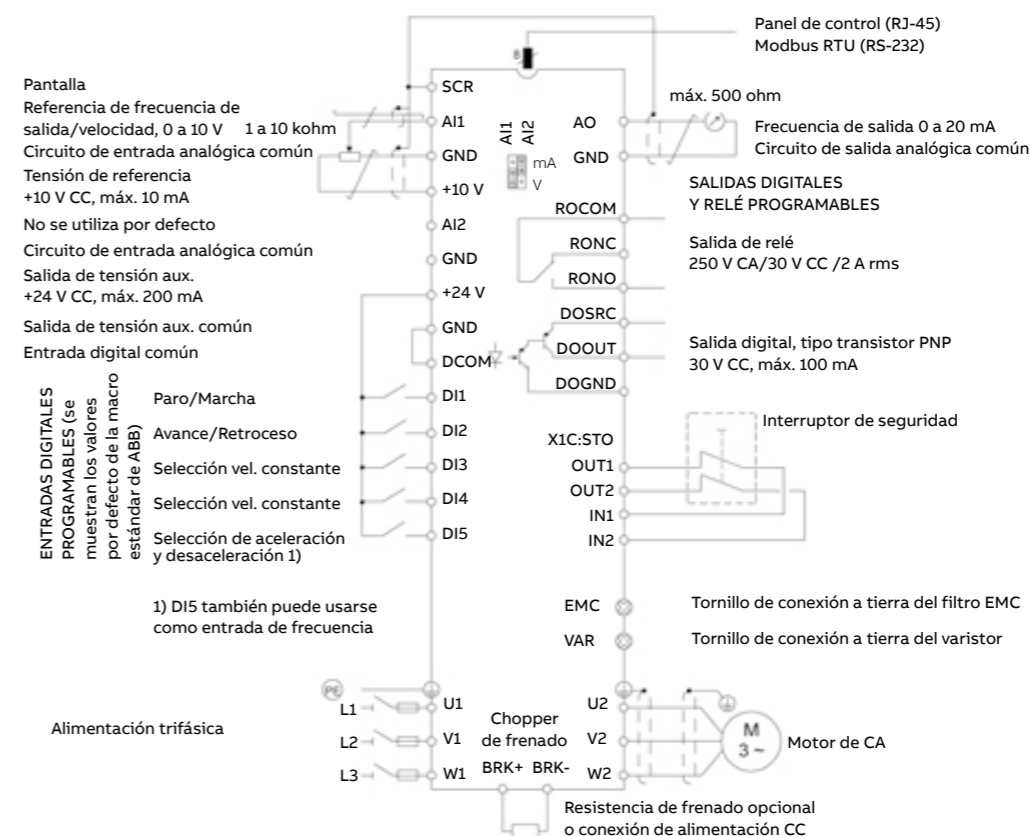 Panel de control (RJ-45)
Modbus RTU (RS-232)
8
Pantalla
Referencia de frecuencia de
salida/velocidad, 0 a 10 V
1 a 10 kohm
Circuito de entrada analógica común
Tensión de referencia
+10 V CC, máx. 10 mA
No se utiliza por defecto
Circuito de entrada analógica común
Salida de tensión aux.
+24 V CC, máx. 200 mA
Salida de tensión aux. común
Entrada digital común
ENTRADAS DIGITALES
PROGRAMABLES (se
muestran los valores
por defecto de la macro
estándar de ABB)
Paro/Marcha
Avance/Retroceso
Selección vel. constante
Selección vel. constante
Selección de aceleración
y desaceleración 1)
1) DI5 también puede usarse
como entrada de frecuencia
SCR
AI1
GND
+10 V
AI2
GND
+24 V
GND
DCOM
DI1
DI2
DI3
DI4
DI5
AI1
AI2
mA
V
AO
GND
ROCOM
RONC
RONO
DOSRC
DOOUT
DOGND
X1C:STO
OUT1
OUT2
IN1
IN2
EMC
VAR
máx. 500 ohm
Frecuencia de salida 0 a 20 mA
Circuito de salida analógica común
SALIDAS DIGITALES
Y RELÉ PROGRAMABLES
Salida de relé
250 V CA/30 V CC /2 A rms
Salida digital, tipo transistor PNP
30 V CC, máx. 100 mA
Interruptor de seguridad
Tornillo de conexión a tierra del filtro EMC
Tornillo de conexión a tierra del varistor
Alimentación trifásica
PE
L1
L2
L3
U1
V1
W1
Chopper
de frenado
BRK+ BRK-
U2
V2
W2
M
3 ~
Motor de CA
Resistencia de frenado opcional
o conexión de alimentación CC